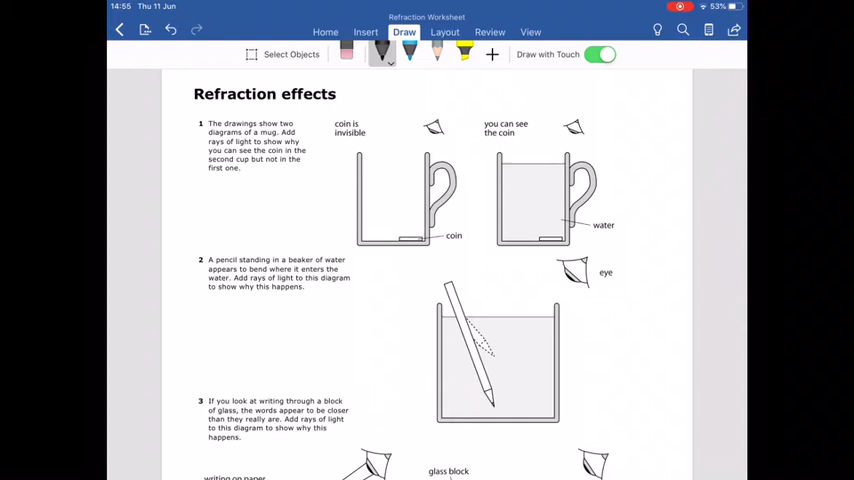 14:55 Thu 11 Jun
53%
Refraction Worksheet
Home Insert Draw Layout Review View
Select Objects
Draw with Touch
Refraction effects
1 The drawings show two
diagrams of a mug. Add
rays of light to show why
you can see the coin in the
second cup but not in the
first one.
coin is
invisible
you can see
the coin
water
coin
2 A pencil standing in a beaker of water
appears to bend where it enters the
water. Add rays of light to this diagram
to show why this happens.
eye
3 If you look at writing through a block
of glass, the words appear to be closer
than they really are. Add rays of light
to this diagram to show why this
happens.
writing on paper
glass block